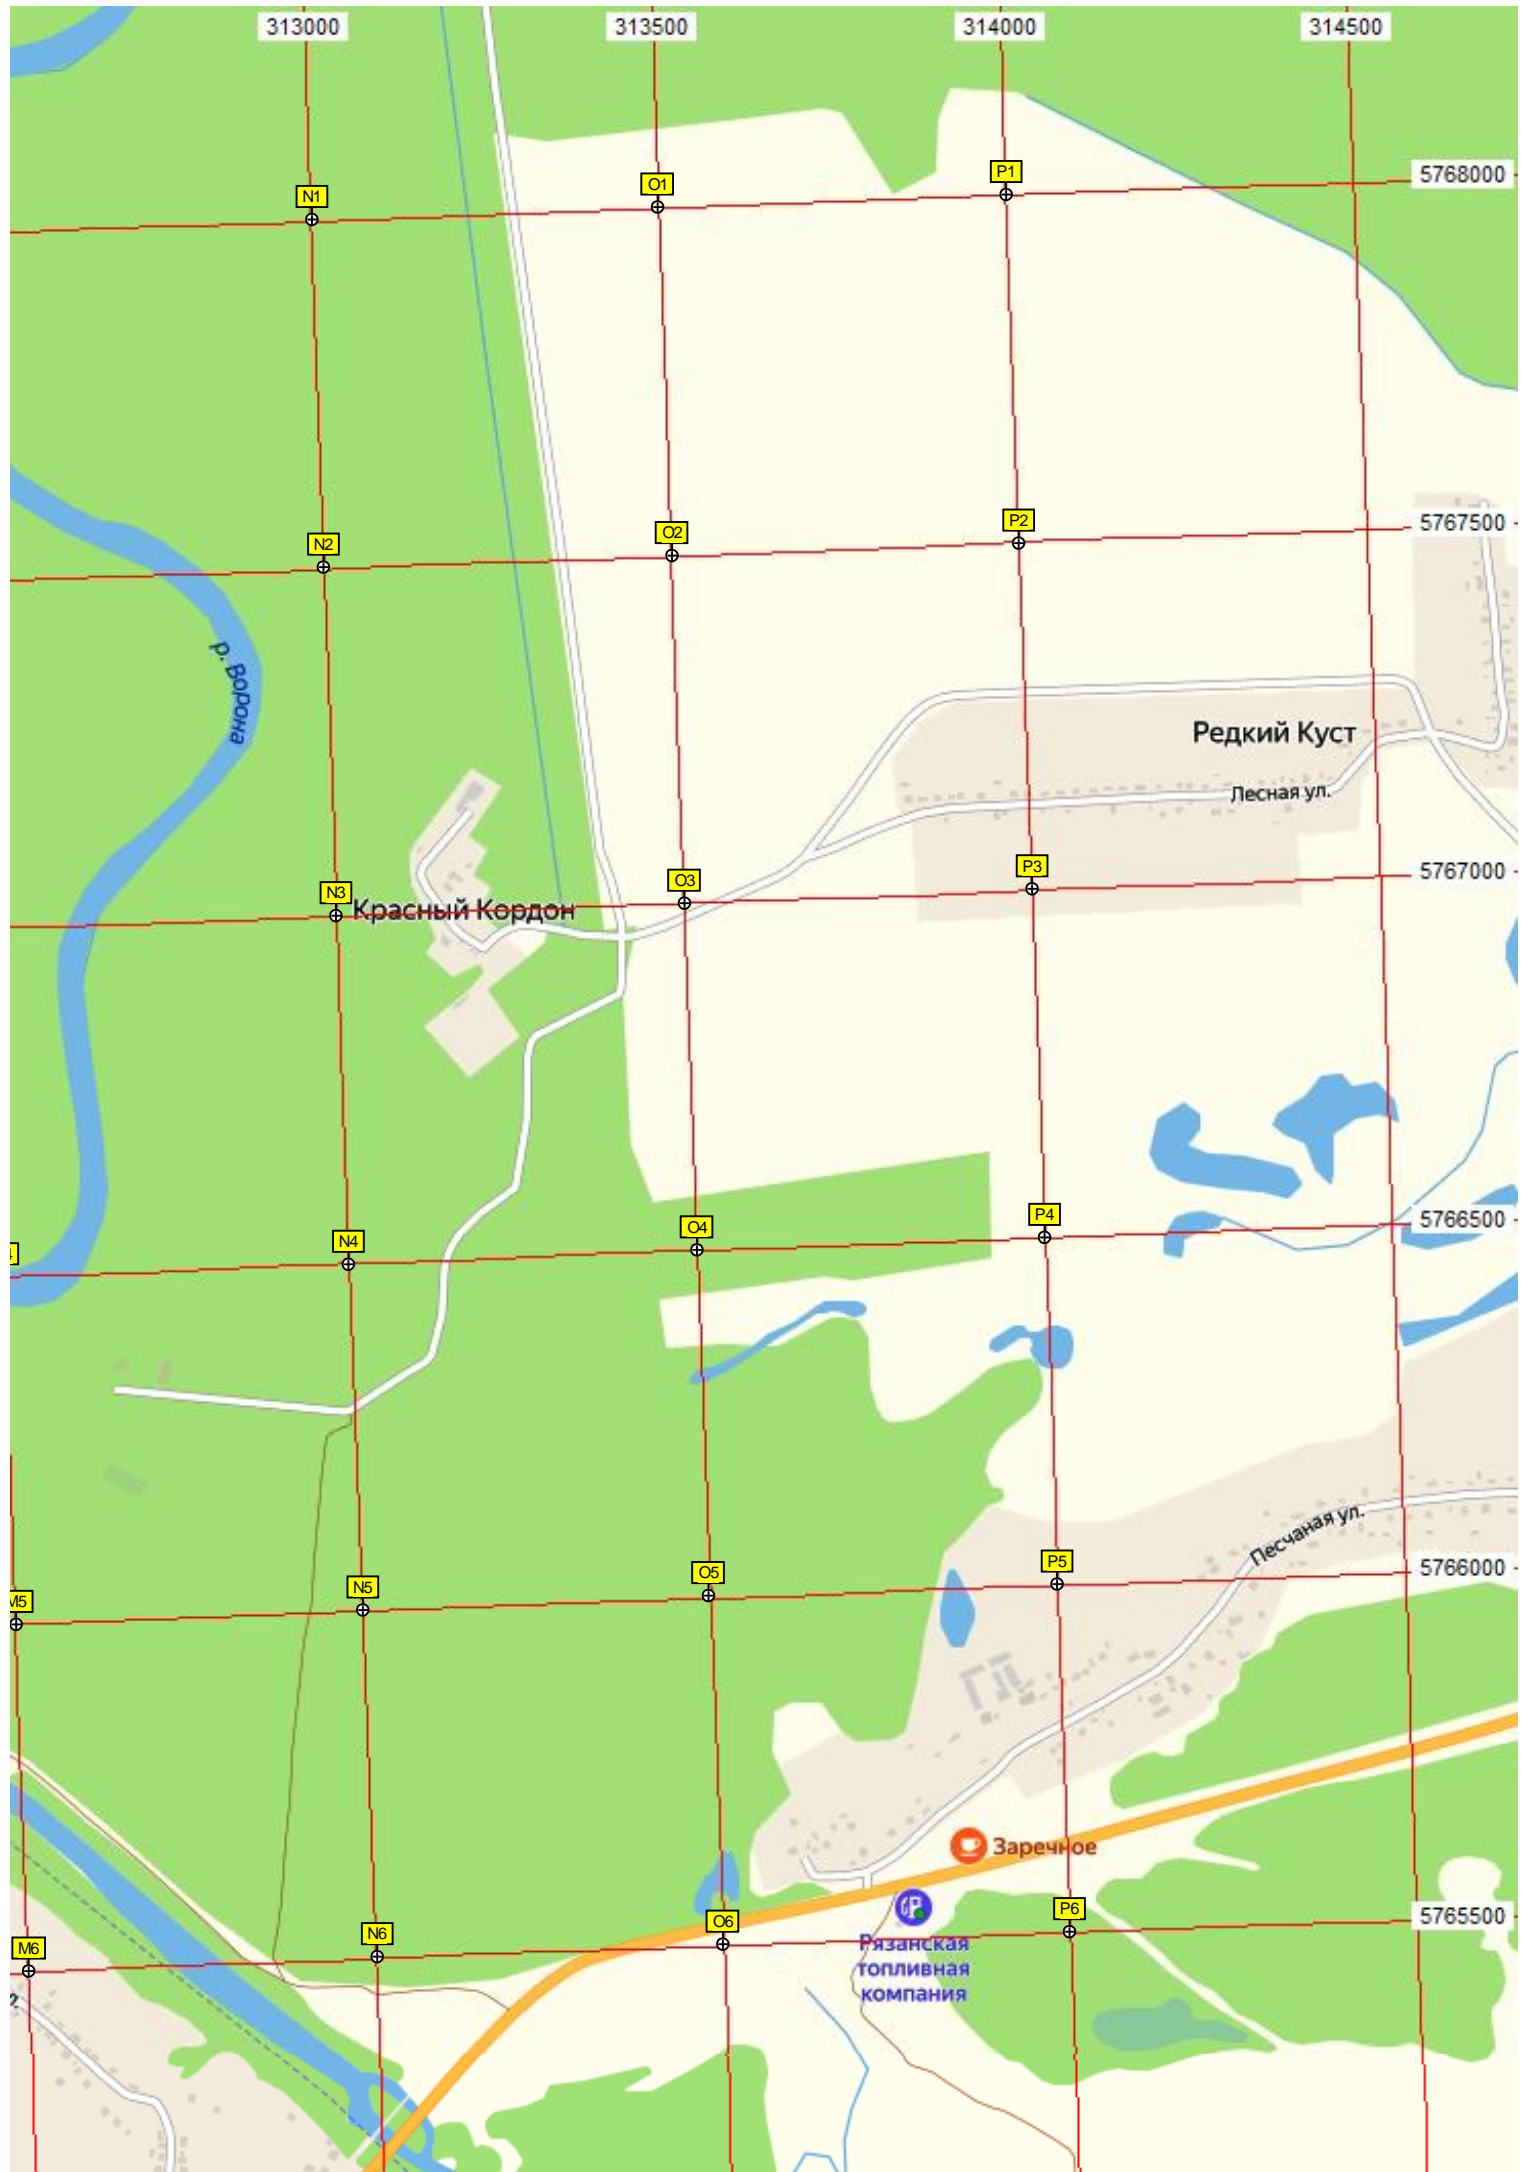 313000 313500 314000 314500
P1
5768000
O1
N1
P2
5767500
O2
N2
р. Ворона
Редкий Куст
Лесная ул.
P3
5767000
O3
N3
Красный Кордон
P4
5766500
O4
N4
Песчаная ул.
P5
5766000
O5
N5
M5
Заречное
P6
5765500
O6
N6
Рязанская
топливная
компания
M6